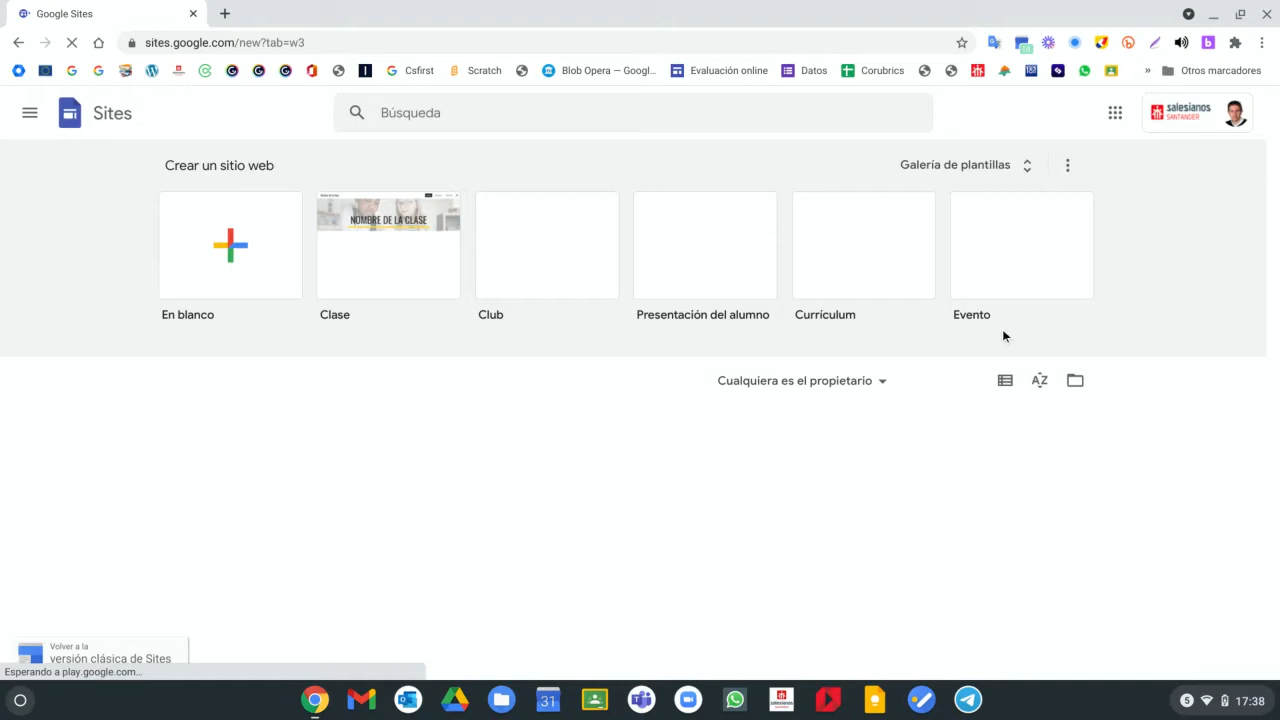 Google Sites
sites.google.com/new?tab=w3
Csfirst
Scratch
Blob Opera — Googl...
Evaluación online
Datos
Corubrics
»
Otros marcadores
Sites
Búsqueda
salesianos
SANTANDER
Crear un sitio web
Galería de plantillas
NOMBRE DE LA CLASE
En blanco
Clase
Club
Presentación del alumno
Currículum
Evento
Cualquiera es el propietario
AZ
Volver a la
versión clásica de Sites
Esperando a play.google.com...
31
salesianos
5
17:38